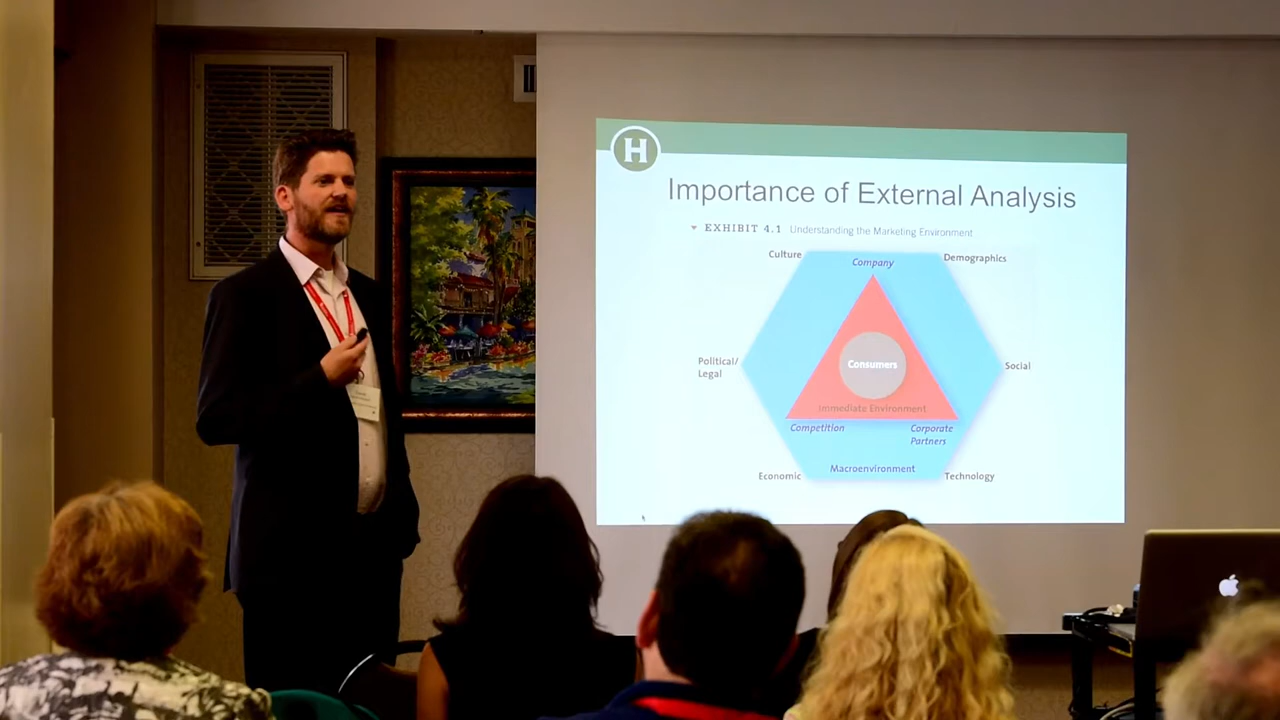 H
Importance of External Analysis
EXHIBIT 4.1 Understanding the Marketing Environment
Culture
Company
Demographics
Political/
Legal
Consumers
Social
Immediate Environment
Competition
Corporate
Partners
Economic
Macroenvironment
Technology